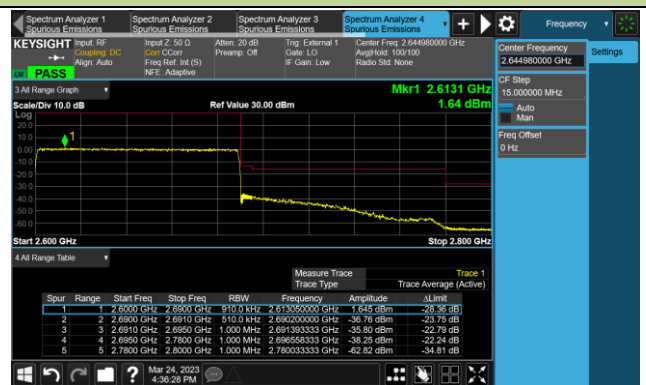 Spectrum Analyzer 1
Spurious Emissions
Spectrum Analyzer 2
Spurious Emissions
Spectrum Analyzer 3
Spurious Emissions
Spectrum Analyzer 4
Spurious Emissions
Frequency
KEYSIGHT
Input: RF
Coupling: DC
Align: Auto
Input Z: 50 Ω
Corr CCorr
Freq Ref: Int (S)
NFE: Adaptive
Atten: 20 dB
Preamp: Off
Trig: External 1
Gate: LO
IF Gain: Low
Center Freq: 2.644980000 GHz
Avg|Hold: 100/100
Radio Std: None
PASS
3 All Range Graph
Mkr1 2.6131 GHz
Scale/Div 10.0 dB
Ref Value 30.00 dBm
1.64 dBm
Log
20.0
10.0
0.00
-10.0
-20.0
-30.0
-40.0
-50.0
-60.0
1
Start 2.600 GHz
Stop 2.800 GHz
4 All Range Table
Measure Trace Trace 1
Trace Type Trace Average (Active)
Spur Range Start Freq Stop Freq RBW Frequency Amplitude ΔLimit
1 1 2.6000 GHz 2.6900 GHz 910.0 kHz 2.613050000 GHz 1.645 dBm -28.36 dB
2 2 2.6900 GHz 2.6910 GHz 510.0 kHz 2.690200000 GHz -36.76 dBm -23.75 dB
3 3 2.6910 GHz 2.6950 GHz 1.000 MHz 2.691393333 GHz -35.80 dBm -22.79 dB
4 4 2.6950 GHz 2.7800 GHz 1.000 MHz 2.696558333 GHz -38.25 dBm -22.24 dB
5 5 2.7800 GHz 2.8000 GHz 1.000 MHz 2.780033333 GHz -62.82 dBm -34.81 dB
Center Frequency
2.644980000 GHz
Settings
CF Step
15.000000 MHz
Auto
Man
Freq Offset
0 Hz
Mar 24, 2023
4:36:28 PM